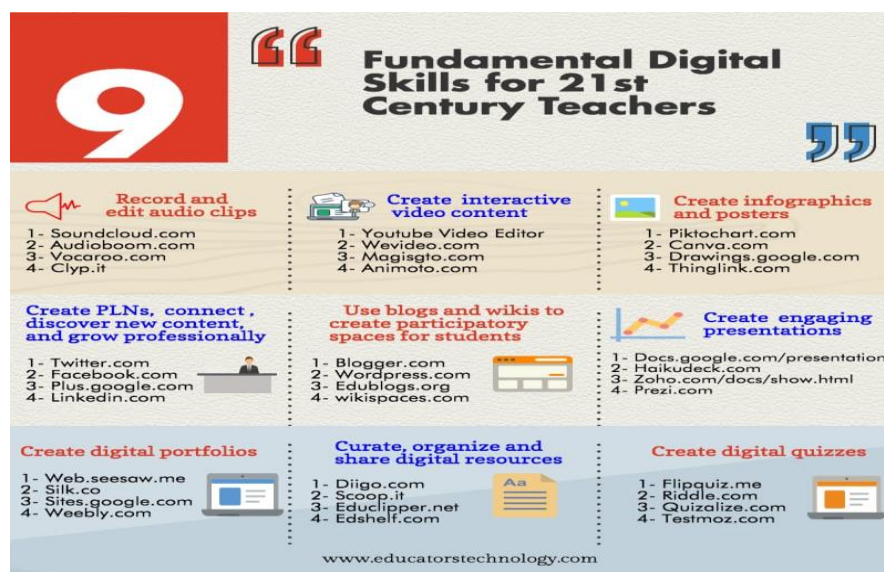 9
Fundamental Digital
Skills for 21st
Century Teachers
Record and
edit audio clips
1- Soundcloud.com
2- Audioboom.com
3- Vocaroo.com
4- Clyp.it
Create interactive
video content
1- Youtube Video Editor
2- Wevideo.com
3- Magisgto.com
4- Animoto.com
Create infographics
and posters
1- Piktochart.com
2- Canva.com
3- Drawings.google.com
4- Thinglink.com
Create PLNs, connect ,
discover new content,
and grow professionally
1- Twitter.com
2- Facebook.com
3- Plus.google.com
4- Linkedin.com
Use blogs and wikis to
create participatory
spaces for students
1- Blogger.com
2- Wordpress.com
3- Edublogs.org
4- wikispaces.com
Create engaging
presentations
1- Docs.google.com/presentation
2- Haikudeck.com
3- Zoho.com/docs/show.html
4- Prezi.com
Create digital portfolios
1- Web.seesaw.me
2- Silk.co
3- Sites.google.com
4- Weebly.com
Curate, organize and
share digital resources
1- Diigo.com
2- Scoop.it
3- Educlipper.net
4- Edshelf.com
Aa
Create digital quizzes
1- Flipquiz.me
2- Riddle.com
3- Quizalize.com
4- Testmoz.com
www.educatorstechnology.com